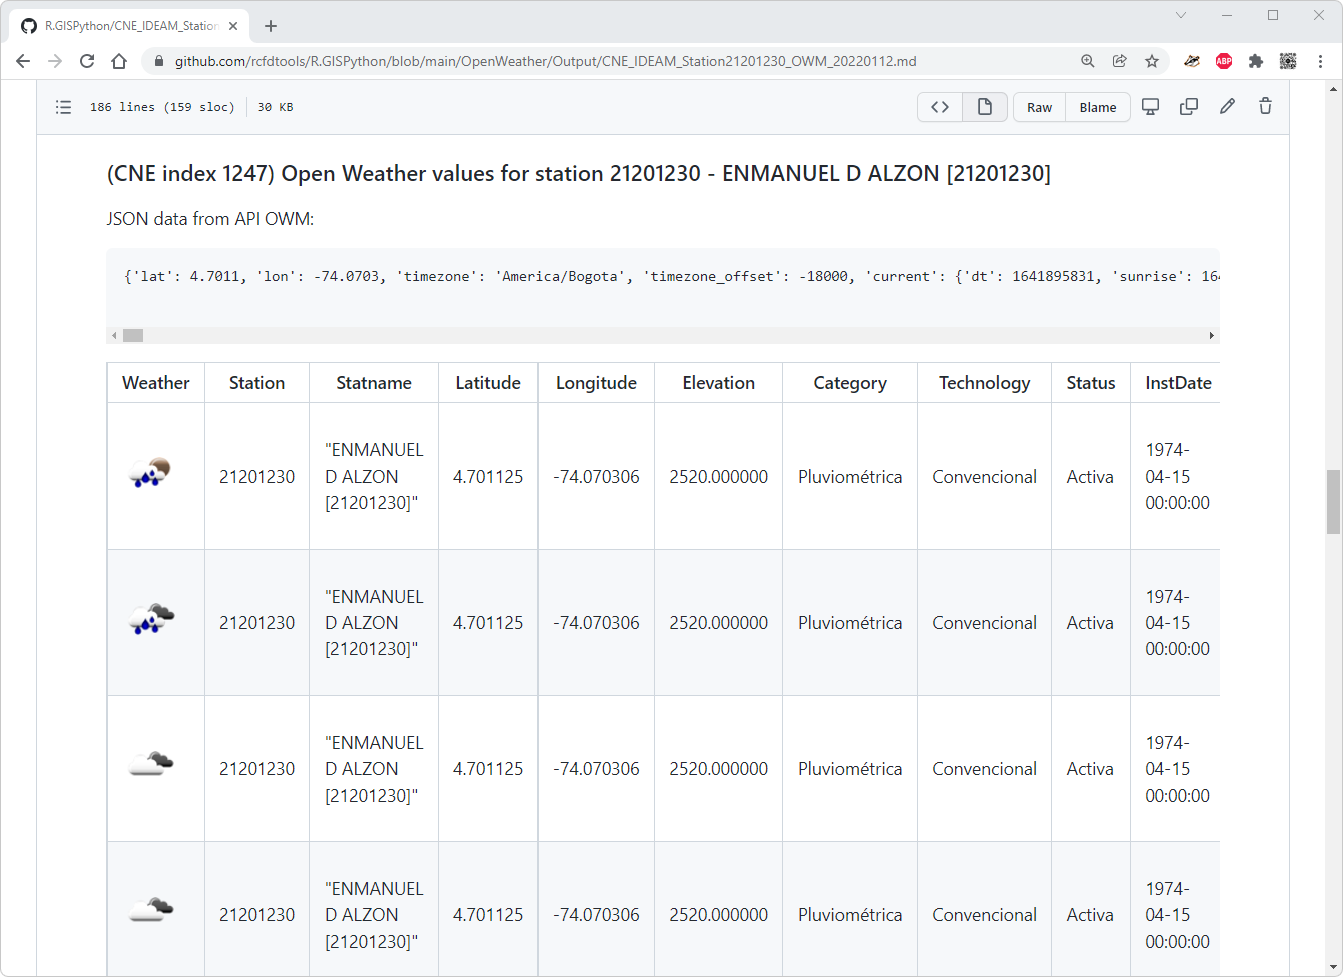 R.GISPython/CNE_IDEAM_Station
github.com/rcfdtools/R.GISPython/blob/main/OpenWeather/Output/CNE_IDEAM_Station21201230_OWM_20220112.md
ABP
186 lines (159 sloc) 30 KB
Raw Blame
(CNE index 1247) Open Weather values for station 21201230 - ENMANUEL D ALZON [21201230]
JSON data from API OWM:
{'lat': 4.7011, 'lon': -74.0703, 'timezone': 'America/Bogota', 'timezone_offset': -18000, 'current': {'dt': 1641895831, 'sunrise': 164
Weather Station Statname Latitude Longitude Elevation Category Technology Status InstDate
"ENMANUEL 1974-
21201230 D ALZON 4.701125 -74.070306 2520.000000 Pluviométrica Convencional Activa 04-15
[21201230]" 00:00:00
"ENMANUEL 1974-
21201230 D ALZON 4.701125 -74.070306 2520.000000 Pluviométrica Convencional Activa 04-15
[21201230]" 00:00:00
"ENMANUEL 1974-
21201230 D ALZON 4.701125 -74.070306 2520.000000 Pluviométrica Convencional Activa 04-15
[21201230]" 00:00:00
"ENMANUEL 1974-
21201230 D ALZON 4.701125 -74.070306 2520.000000 Pluviométrica Convencional Activa 04-15
[21201230]" 00:00:00